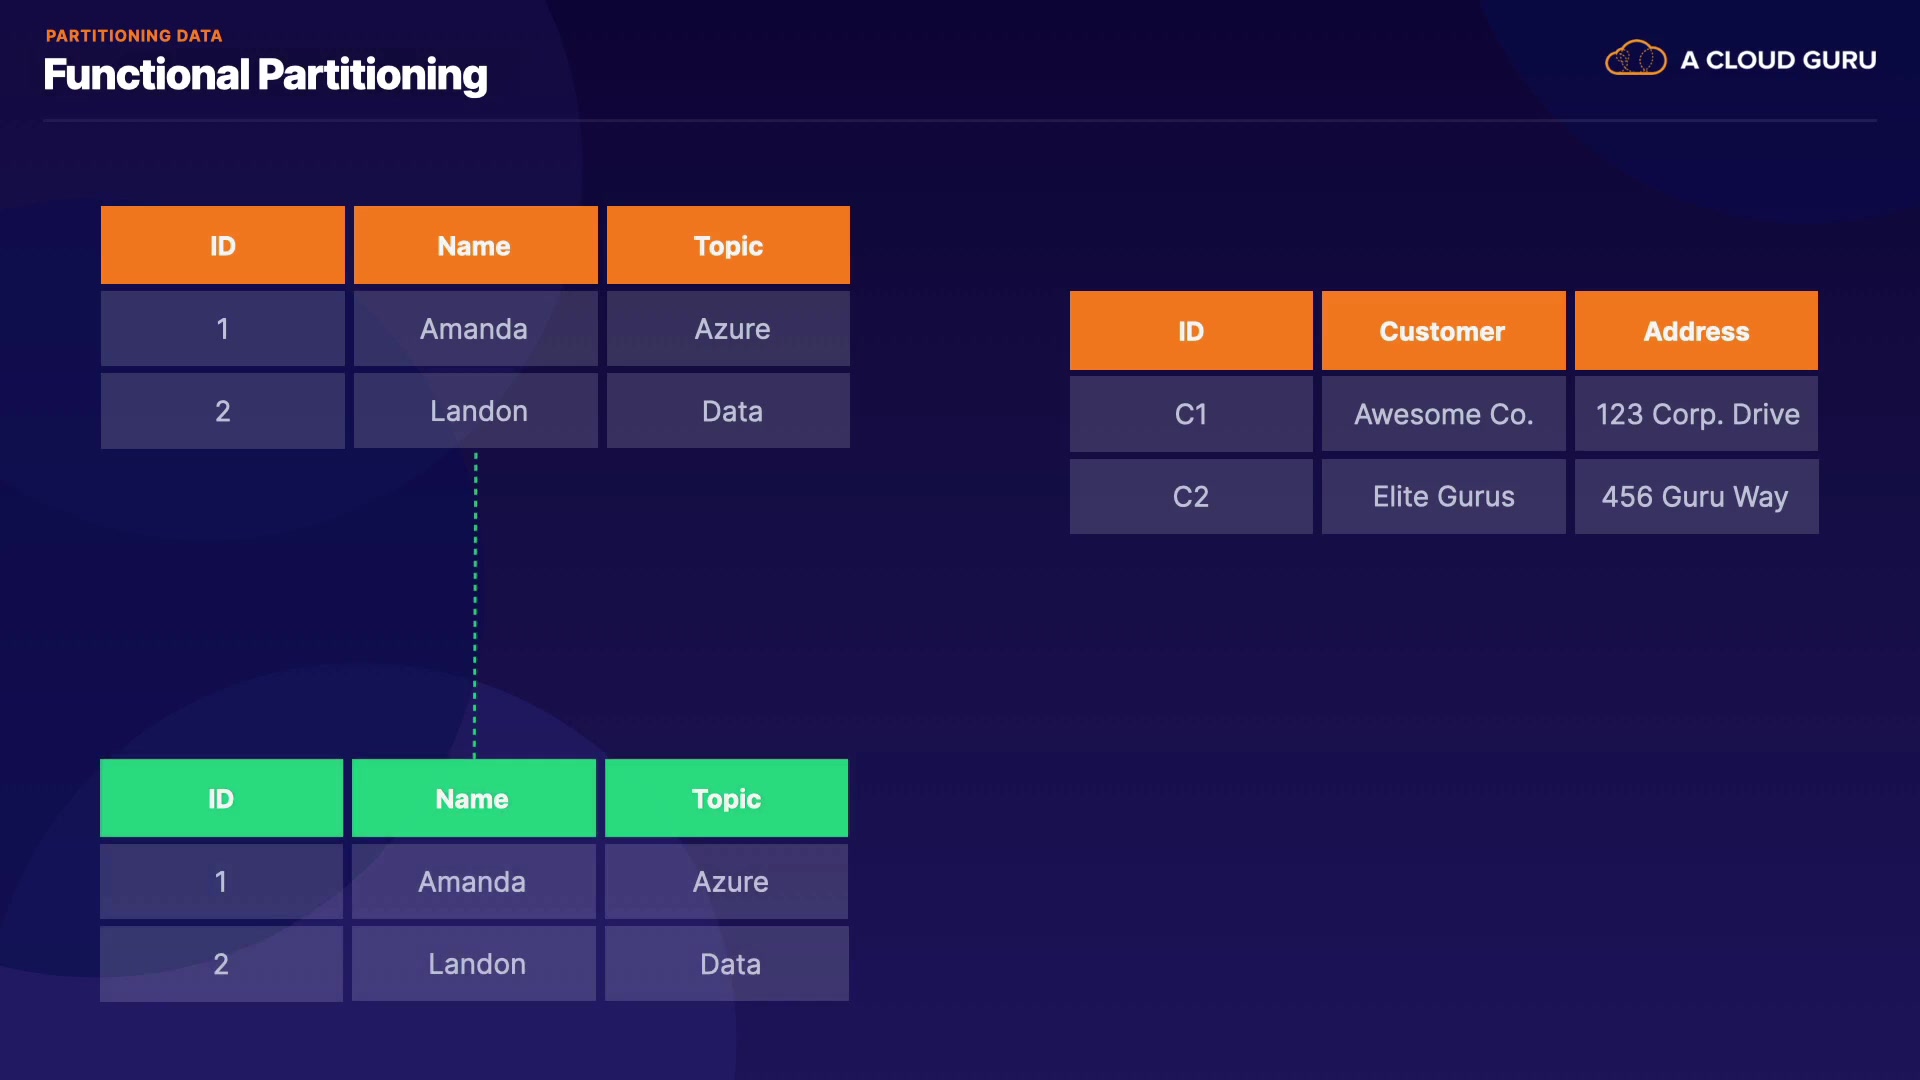 PARTITIONING DATA
Functional Partitioning
A CLOUD GURU
ID Name Topic
1 Amanda Azure
2 Landon Data
ID Customer Address
C1 Awesome Co. 123 Corp. Drive
C2 Elite Gurus 456 Guru Way
ID Name Topic
1 Amanda Azure
2 Landon Data